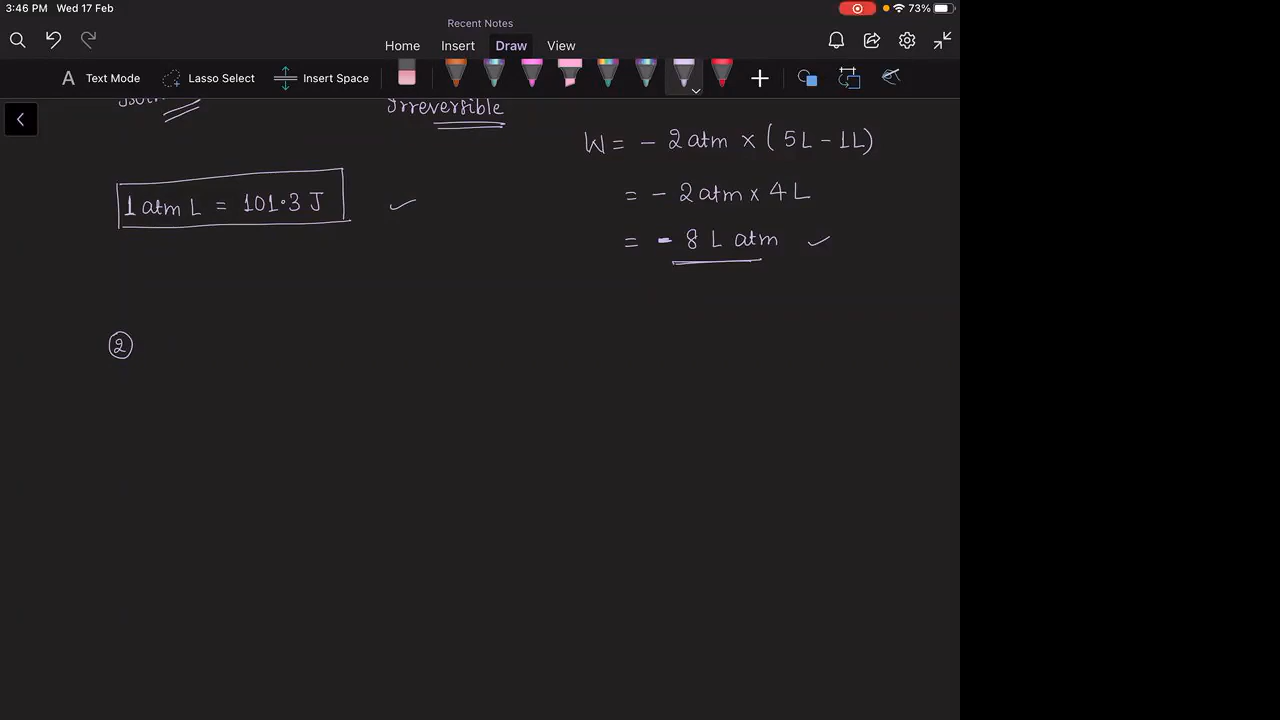 3:46 PM Wed 17 Feb
73%
Recent Notes
Home Insert Draw View
Text Mode Lasso Select Insert Space
Irreversible
W = - 2 atm × ( 5L - 1L)
1 atm L = 101.3 J
= - 2 atm × 4 L
= - 8 L atm
2